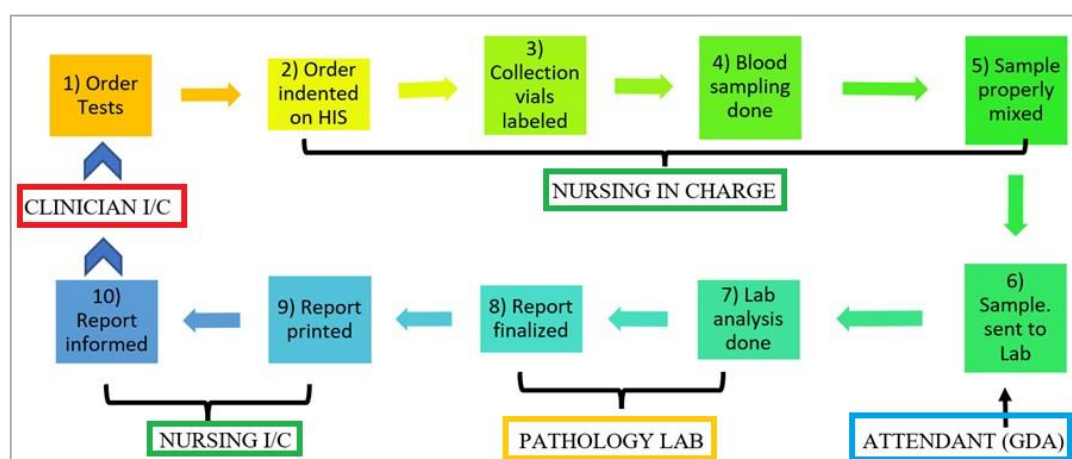 1) Order
Tests
2) Order
indented
on HIS
3)
Collection
vials
labeled
4) Blood
sampling
done
5) Sample
properly
mixed
CLINICIAN I/C
NURSING IN CHARGE
10)
Report
informed
9) Report
printed
8) Report
finalized
7) Lab
analysis
done
6)
Sample.
sent to
Lab
NURSING I/C
PATHOLOGY LAB
ATTENDANT (GDA)